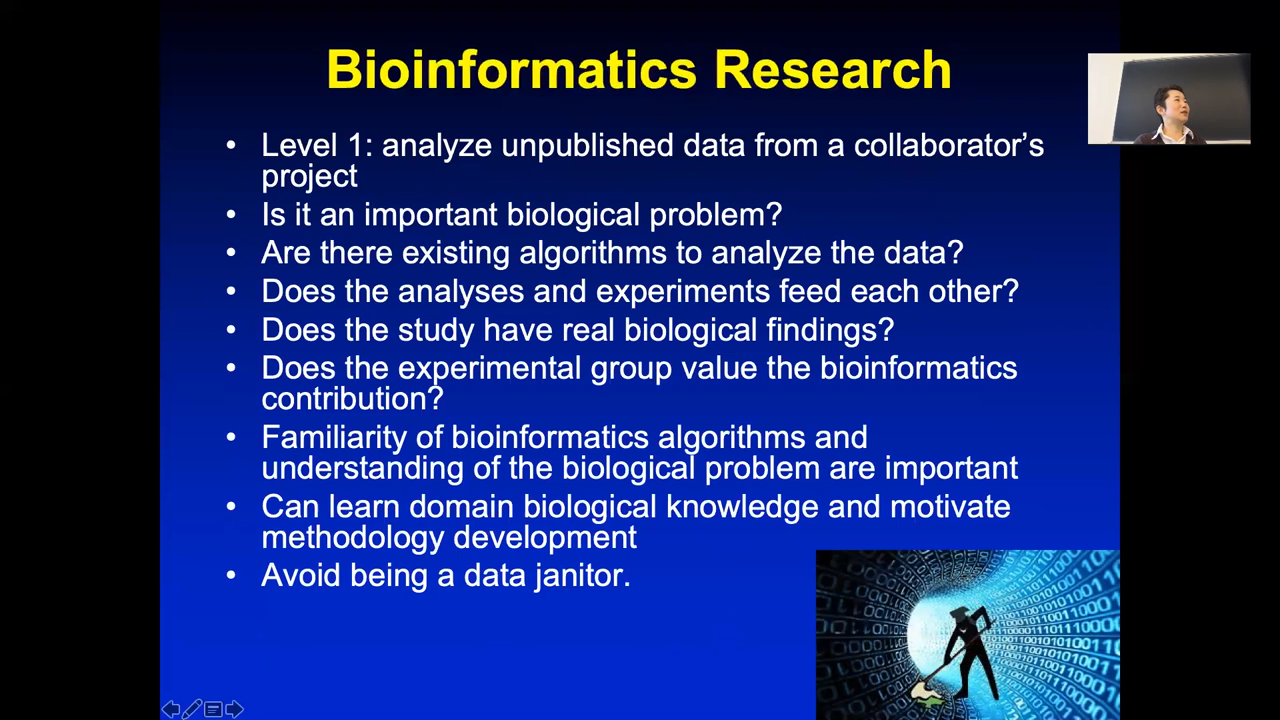 Bioinformatics Research
• Level 1: analyze unpublished data from a collaborator's
project
• Is it an important biological problem?
• Are there existing algorithms to analyze the data?
• Does the analyses and experiments feed each other?
• Does the study have real biological findings?
• Does the experimental group value the bioinformatics
contribution?
• Familiarity of bioinformatics algorithms and
understanding of the biological problem are important
• Can learn domain biological knowledge and motivate
methodology development
• Avoid being a data janitor.